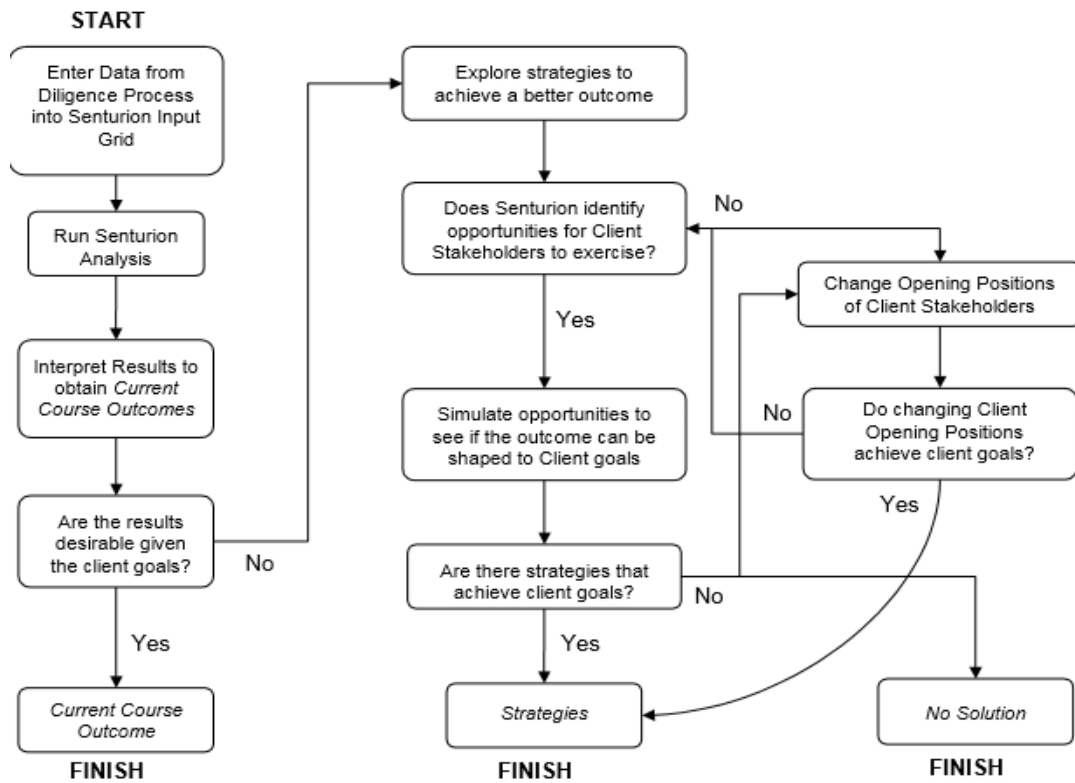 START
Enter Data from
Diligence Process
into Senturion Input
Grid
Run Senturion
Analysis
Interpret Results to
obtain Current
Course Outcomes
Are the results
desirable given
the client goals?
No
Yes
Current Course
Outcome
FINISH
Explore strategies to
achieve a better outcome
Does Senturion identify
opportunities for Client
Stakeholders to exercise?
No
Yes
Simulate opportunities to
see if the outcome can be
shaped to Client goals
Are there strategies that
achieve client goals?
No
Yes
Strategies
FINISH
Change Opening Positions
of Client Stakeholders
No
Do changing Client
Opening Positions
achieve client goals?
Yes
No Solution
FINISH